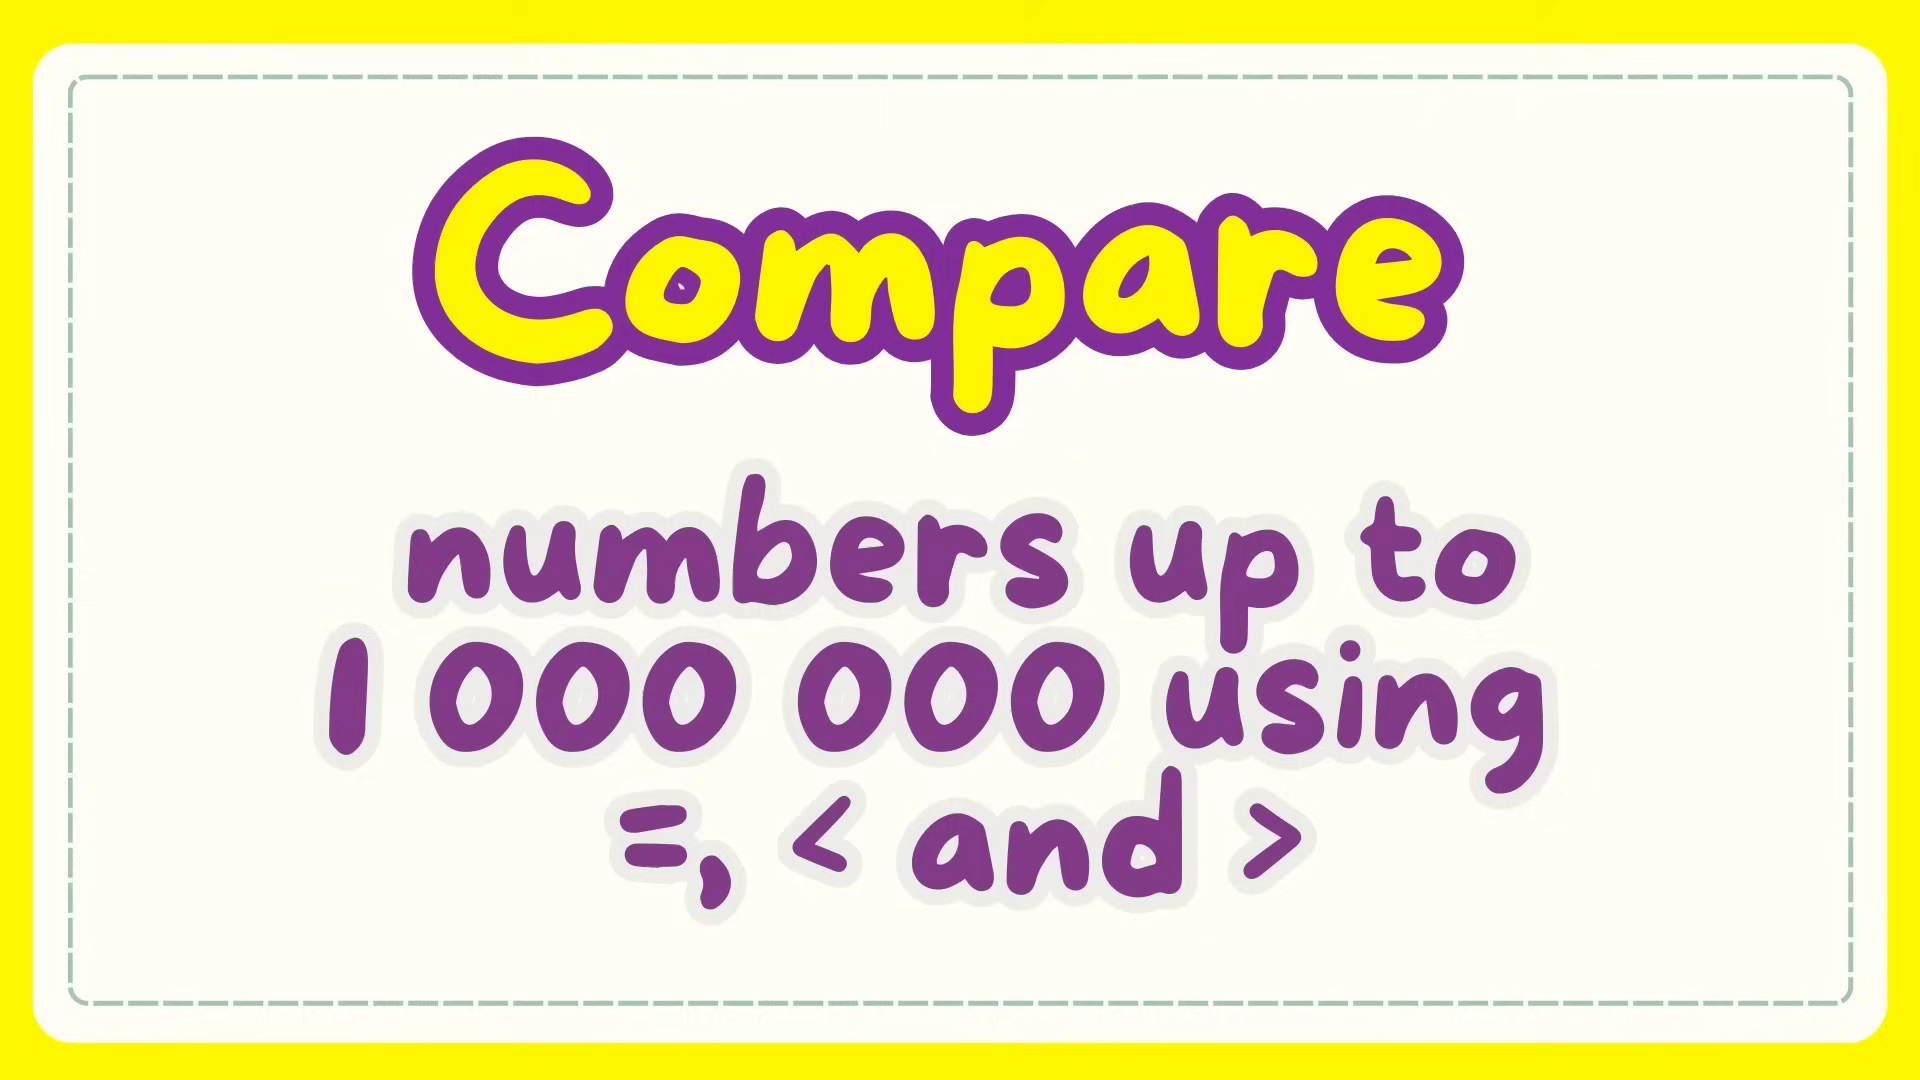 Compare
numbers up to
1 000 000 using
=, < and >